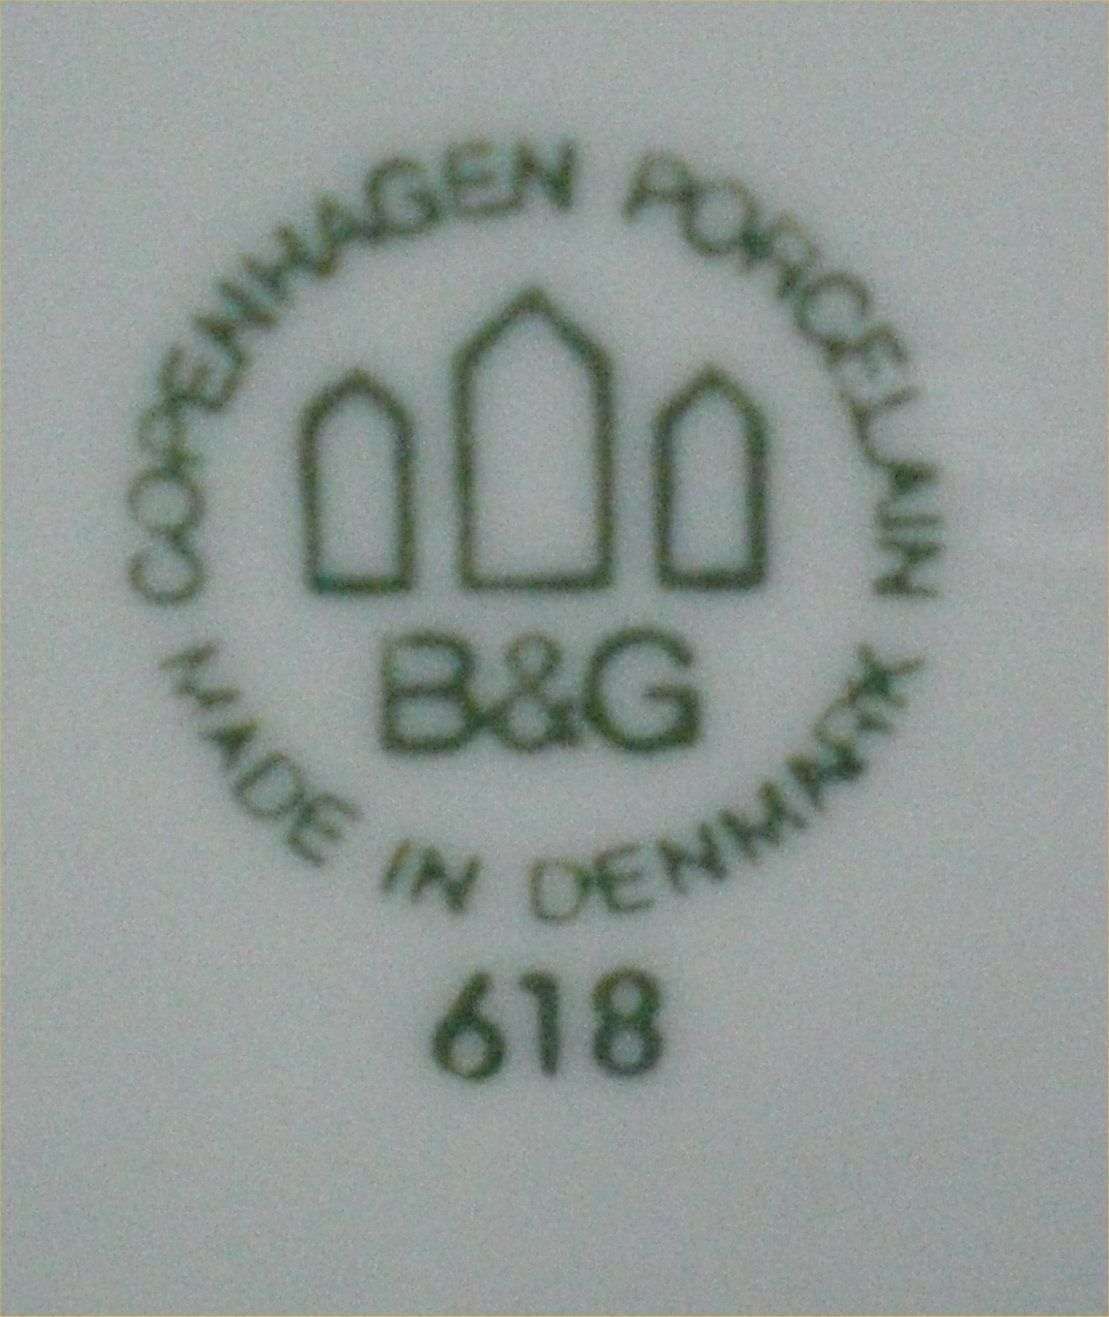 COPENHAGEN PORCELAIN
B&G
MADE IN DENMARK
618